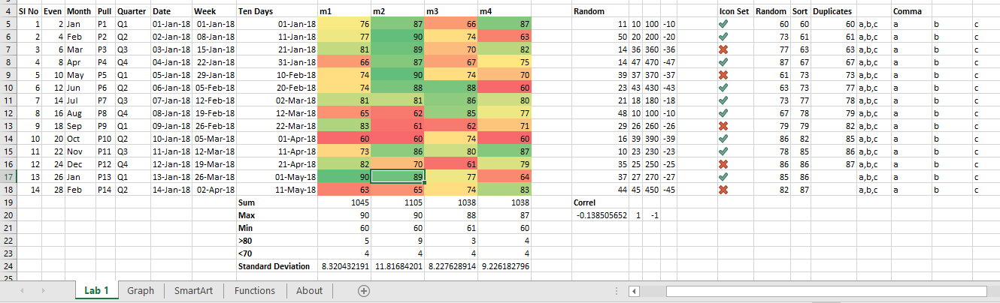 4 Sl No Even Month Pull Quarter Date Week Ten Days m1 m2 m3 m4 Random Icon Set Random Sort Duplicates Comma
5 1 2 Jan P1 Q1 01-Jan-18 01-Jan-18 01-Jan-18 76 87 66 87 11 10 100 -10 60 60 60 a,b,c a b c
6 2 4 Feb P2 Q2 02-Jan-18 08-Jan-18 11-Jan-18 77 90 74 63 50 20 200 -20 73 61 61 a,b,c a b c
7 3 6 Mar P3 Q3 03-Jan-18 15-Jan-18 21-Jan-18 81 89 70 82 14 36 360 -36 77 63 63 a,b,c a b c
8 4 8 Apr P4 Q4 04-Jan-18 22-Jan-18 31-Jan-18 66 87 67 75 14 47 470 -47 87 67 67 a,b,c a b c
9 5 10 May P5 Q1 05-Jan-18 29-Jan-18 10-Feb-18 74 90 74 70 39 37 370 -37 61 73 73 a,b,c a b c
10 6 12 Jun P6 Q2 06-Jan-18 05-Feb-18 20-Feb-18 74 88 88 60 23 43 430 -43 63 73 77 a,b,c a b c
11 7 14 Jul P7 Q3 07-Jan-18 12-Feb-18 02-Mar-18 81 81 86 80 21 18 180 -18 73 77 78 a,b,c a b c
12 8 16 Aug P8 Q4 08-Jan-18 19-Feb-18 12-Mar-18 65 62 85 77 48 10 100 -10 67 78 79 a,b,c a b c
13 9 18 Sep P9 Q1 09-Jan-18 26-Feb-18 22-Mar-18 83 61 62 71 29 26 260 -26 79 79 82 a,b,c a b c
14 10 20 Oct P10 Q2 10-Jan-18 05-Mar-18 01-Apr-18 60 60 74 60 16 39 390 -39 86 82 85 a,b,c a b c
15 11 22 Nov P11 Q3 11-Jan-18 12-Mar-18 11-Apr-18 73 86 80 87 10 23 230 -23 78 85 86 a,b,c a b c
16 12 24 Dec P12 Q4 12-Jan-18 19-Mar-18 21-Apr-18 82 70 61 79 35 25 250 -25 86 86 87 a,b,c a b c
17 13 26 Jan P13 Q1 13-Jan-18 26-Mar-18 01-May-18 90 89 77 64 37 27 270 -27 85 86 a,b,c a b c
18 14 28 Feb P14 Q2 14-Jan-18 02-Apr-18 11-May-18 63 65 74 83 44 45 450 -45 82 87 a,b,c a b c
19 Sum 1045 1105 1038 1038 Correl
20 Max 90 90 88 87 -0.138505652 1 -1
21 Min 60 60 61 60
22 >80 5 9 3 4
23 <70 4 4 4 4
24 Standard Deviation 8.320432191 11.81684201 8.227628914 9.226182796
25
Lab 1 Graph SmartArt Functions About